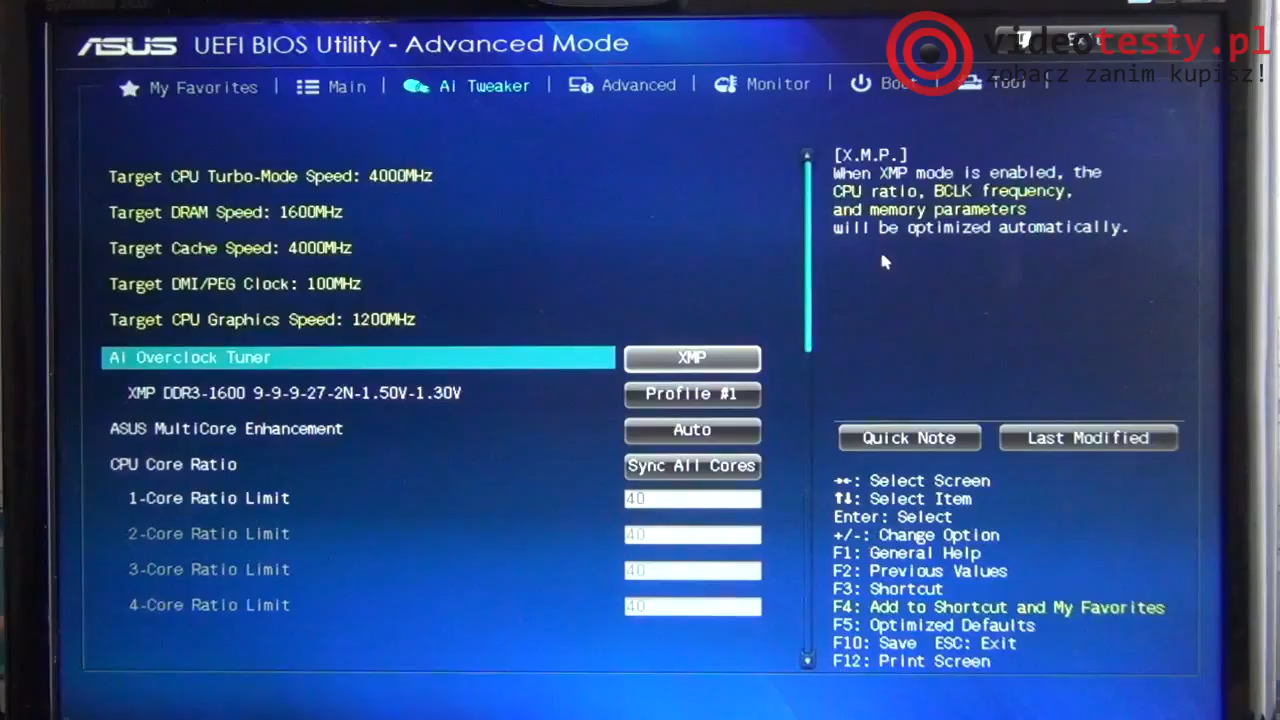 ASUS UEFI BIOS Utility - Advanced Mode
videotesty.pl
zobacz zanim kupisz!
My Favorites | Main | Ai Tweaker | Advanced | Monitor | Boot | Tool |
Target CPU Turbo-Mode Speed: 4000MHz
Target DRAM Speed: 1600MHz
Target Cache Speed: 4000MHz
Target DMI/PEG Clock: 100MHz
Target CPU Graphics Speed: 1200MHz
Ai Overclock Tuner XMP
XMP DDR3-1600 9-9-9-27-2N-1.50V-1.30V Profile #1
ASUS MultiCore Enhancement Auto
CPU Core Ratio Sync All Cores
1-Core Ratio Limit 40
2-Core Ratio Limit 40
3-Core Ratio Limit 40
4-Core Ratio Limit 40
[X.M.P.]
When XMP mode is enabled, the
CPU ratio, BCLK frequency,
and memory parameters
will be optimized automatically.
Quick Note Last Modified
→←: Select Screen
↑↓: Select Item
Enter: Select
+/-: Change Option
F1: General Help
F2: Previous Values
F3: Shortcut
F4: Add to Shortcut and My Favorites
F5: Optimized Defaults
F10: Save ESC: Exit
F12: Print Screen